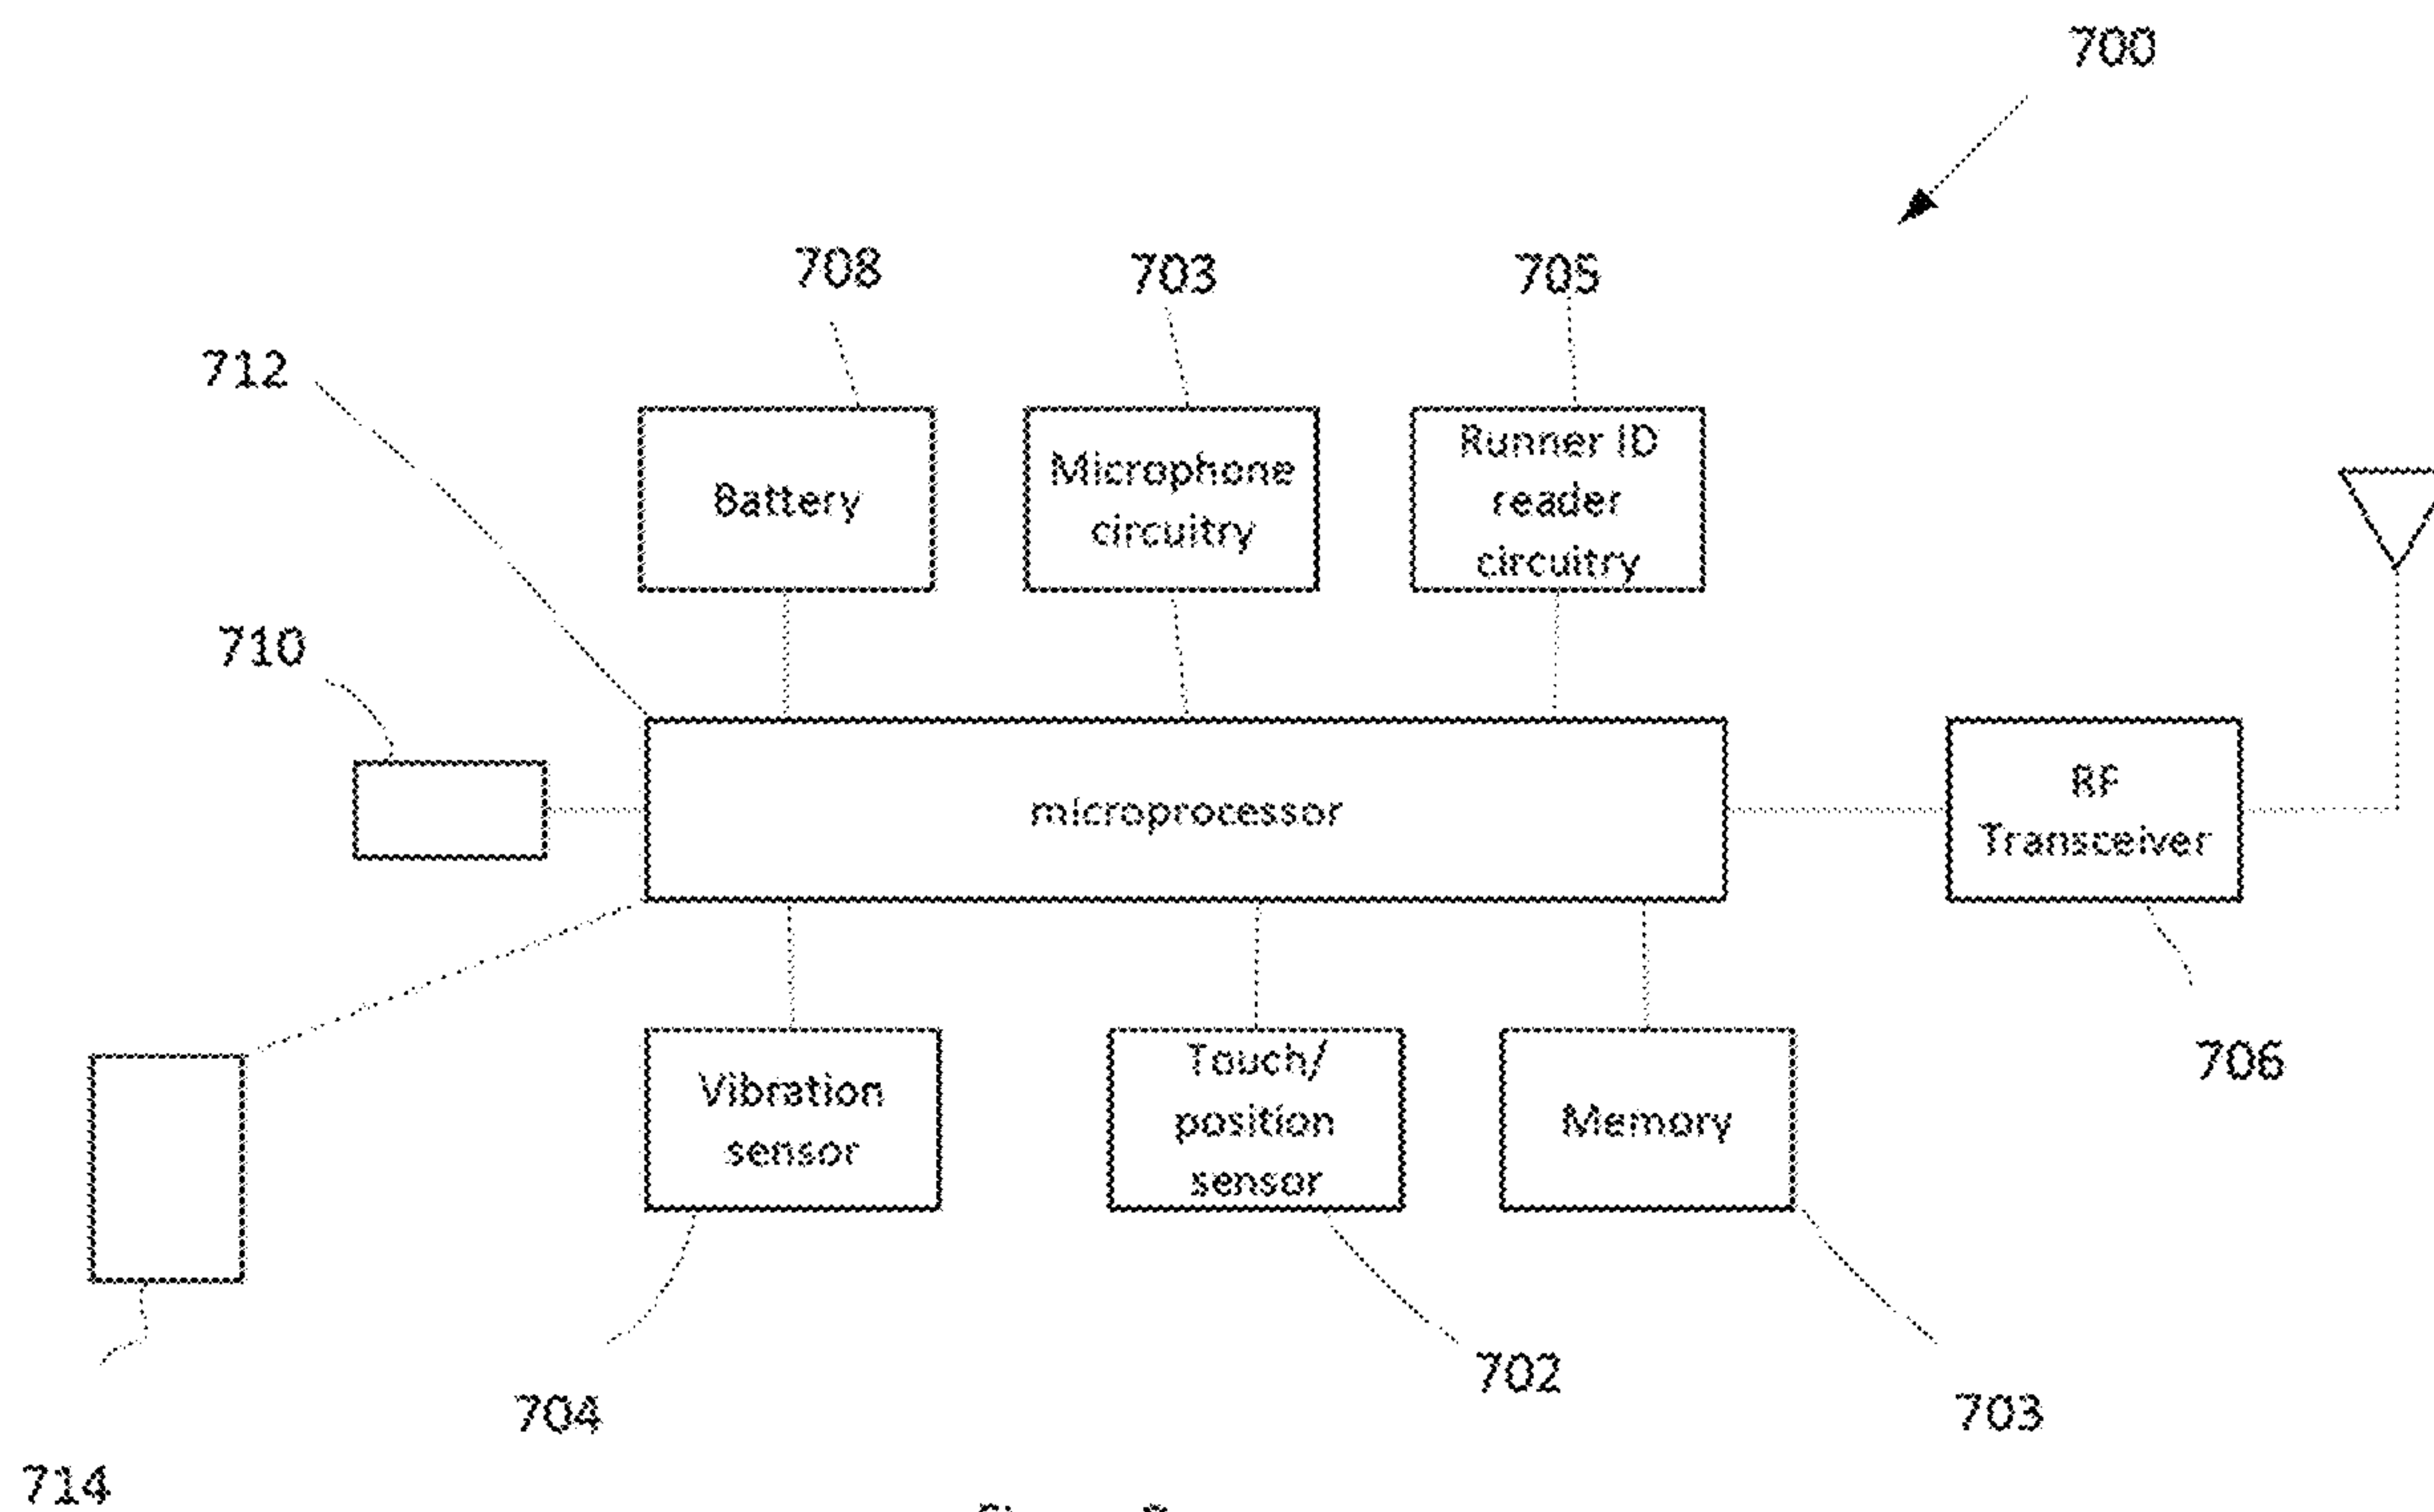 700
708
703
705
712
Battery
Microphone
circuitry
Runner ID
reader
circuitry
710
microprocessor
RF
Transceiver
706
Vibration
sensor
Touch/
position
sensor
Memory
702
704
703
714